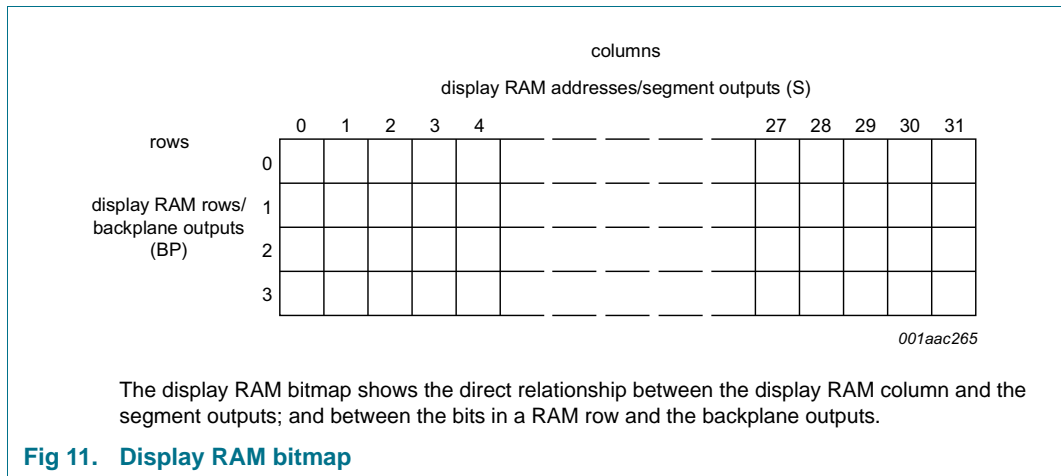 columns
display RAM addresses/segment outputs (S)
0 1 2 3 4 27 28 29 30 31
rows
0
display RAM rows/
backplane outputs
(BP)
1
2
3
001aac265
The display RAM bitmap shows the direct relationship between the display RAM column and the
segment outputs; and between the bits in a RAM row and the backplane outputs.
Fig 11. Display RAM bitmap